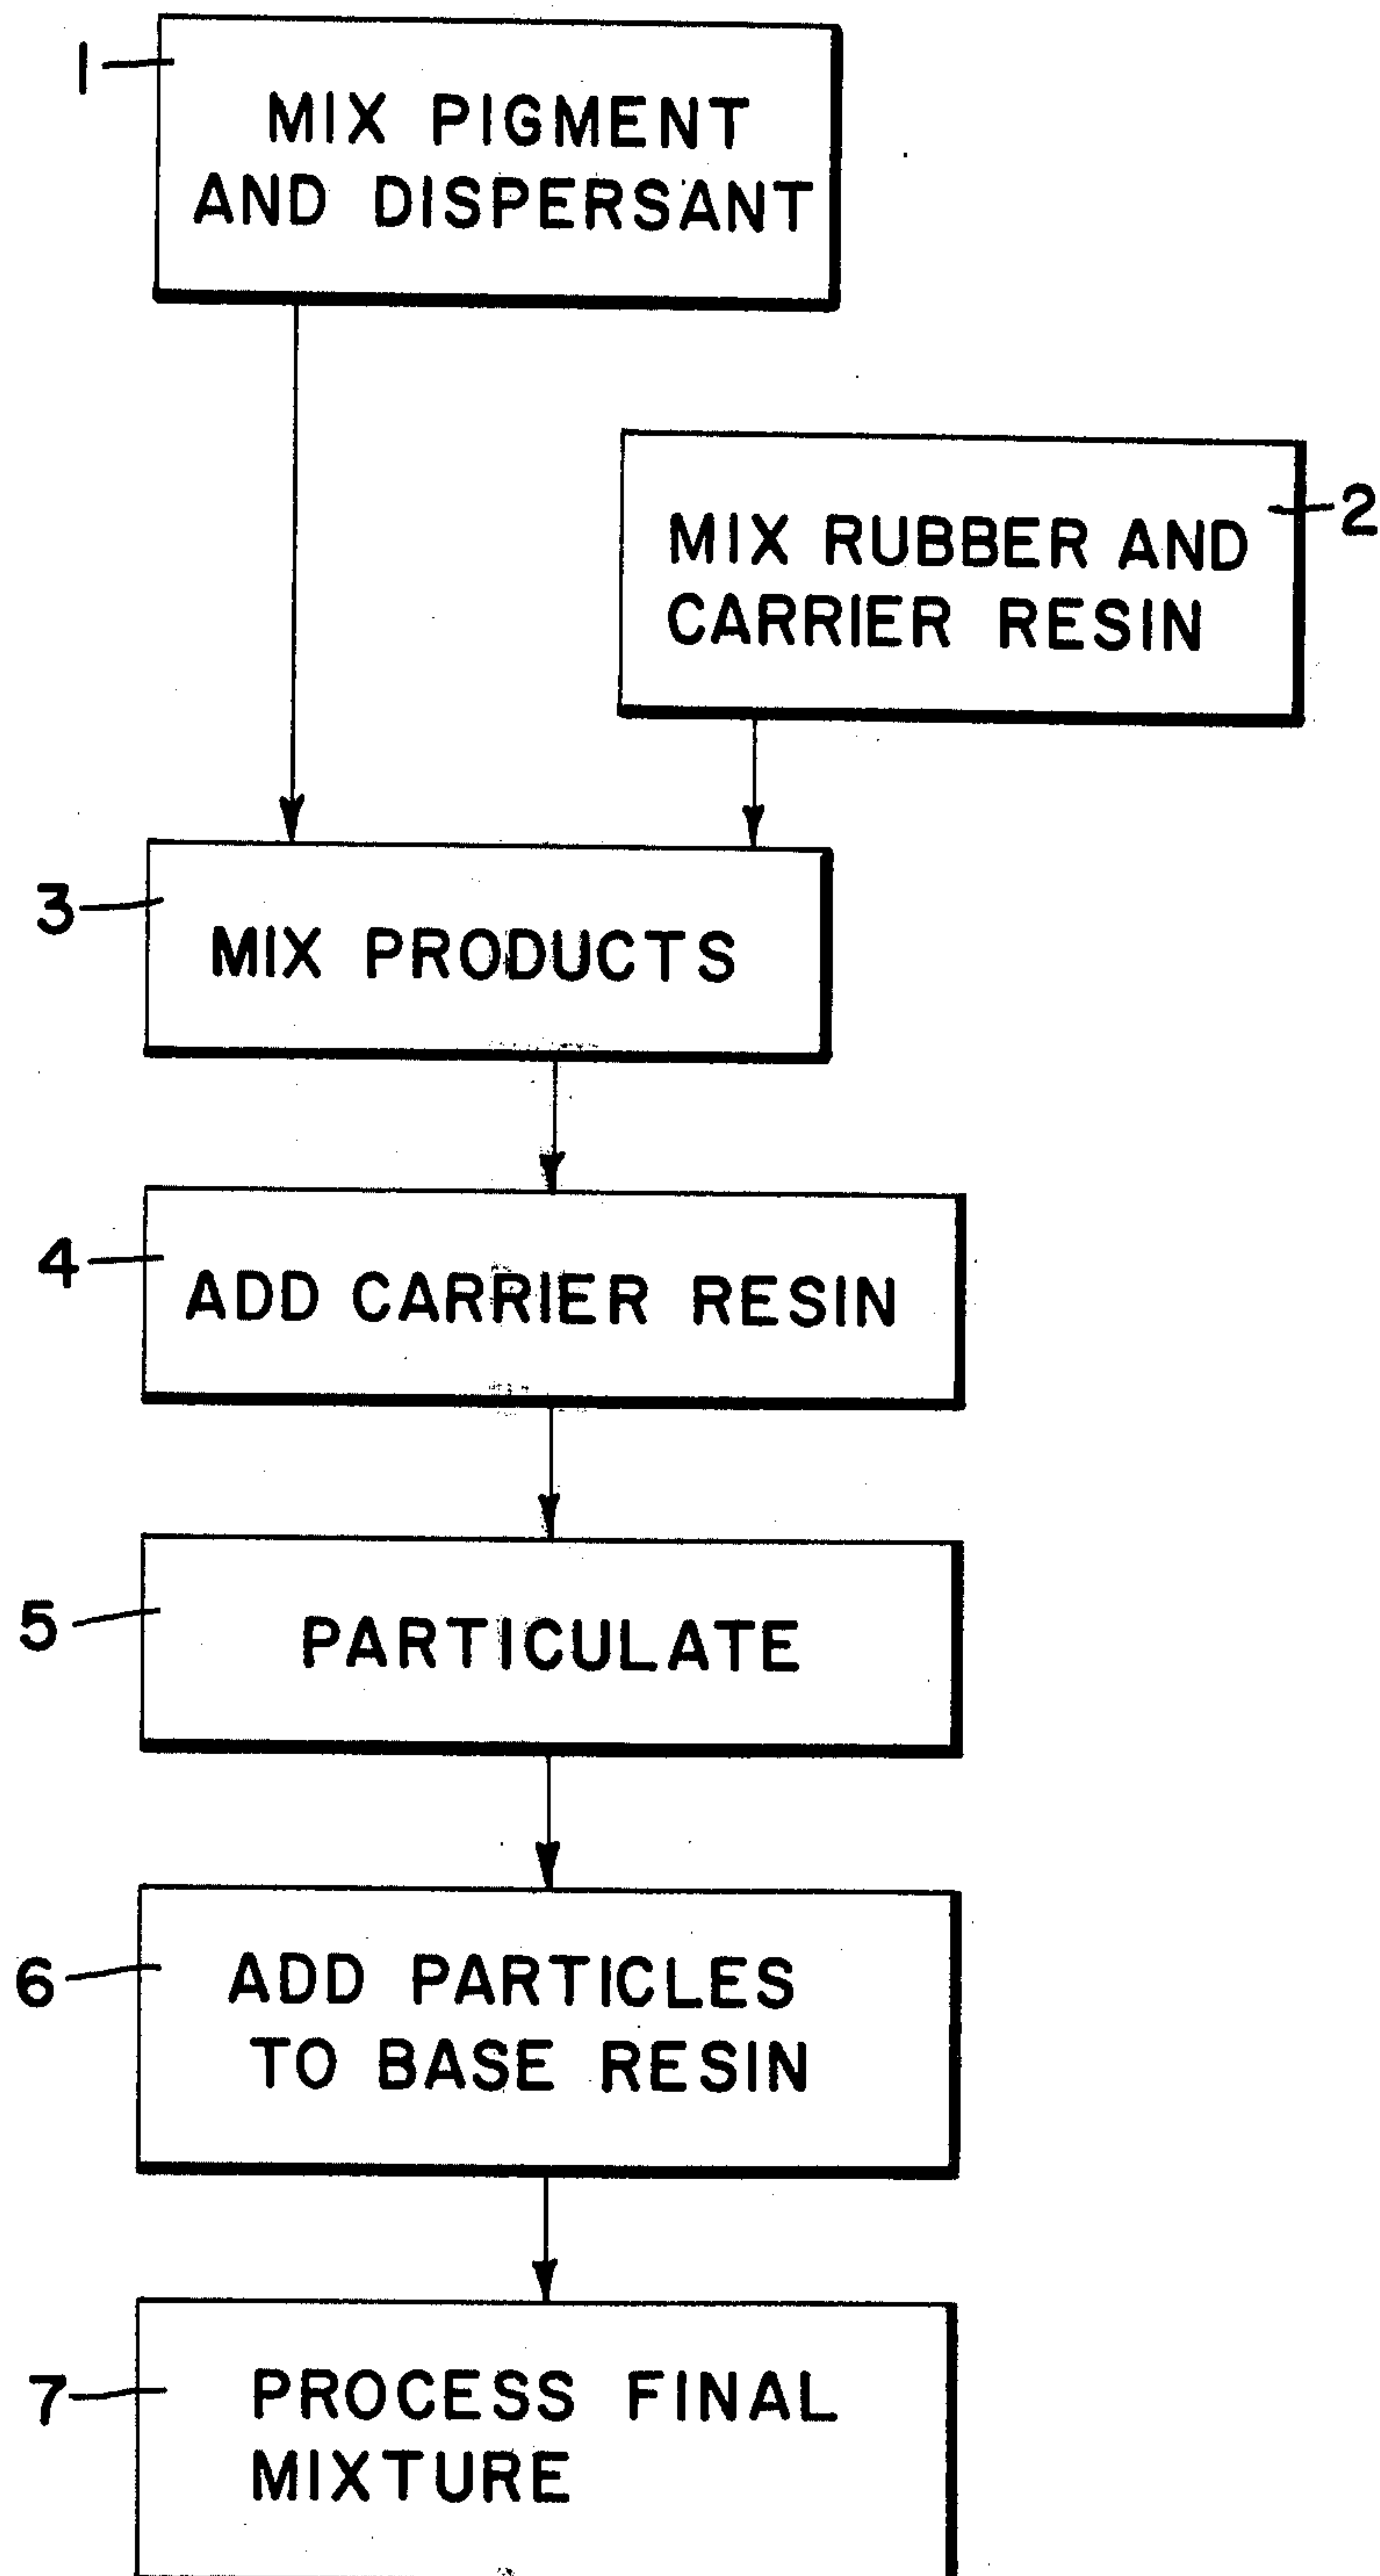 1
MIX PIGMENT
AND DISPERSANT
2
MIX RUBBER AND
CARRIER RESIN
3
MIX PRODUCTS
4
ADD CARRIER RESIN
5
PARTICULATE
6
ADD PARTICLES
TO BASE RESIN
7
PROCESS FINAL
MIXTURE